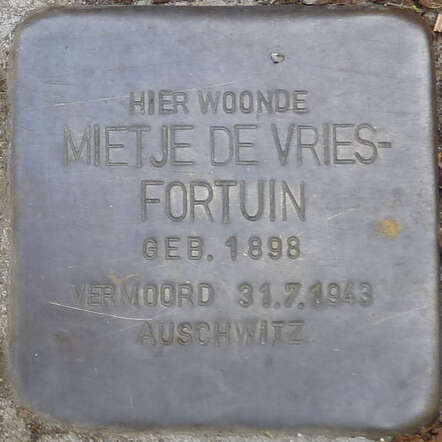 HIER WOONDE
MIETJE DE VRIES-
FORTUIN
GEB. 1898
VERMOORD 31.7.1943
AUSCHWITZ